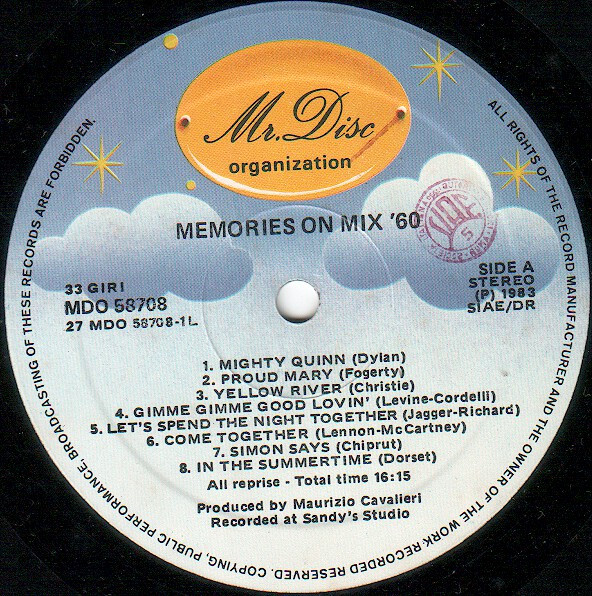 Mr. Disc
organization
MEMORIES ON MIX '60
33 GIRI
MDO 58708
27 MDO 58708-1L
SIDE A
STEREO
(P) 1983
SIAE/DR
1. MIGHTY QUINN (Dylan)
2. PROUD MARY (Fogerty)
3. YELLOW RIVER (Christie)
4. GIMME GIMME GOOD LOVIN' (Levine-Cordelli)
5. LET'S SPEND THE NIGHT TOGETHER (Jagger-Richard)
6. COME TOGETHER (Lennon-McCartney)
7. SIMON SAYS (Chiprut)
8. IN THE SUMMERTIME (Dorset)
All reprise - Total time 16:15
Produced by Maurizio Cavalieri
Recorded at Sandy's Studio
ALL RIGHTS OF THE RECORD MANUFACTURER AND THE OWNER OF THE WORK RECORDED RESERVED. COPYING, PUBLIC PERFORMANCE, BROADCASTING OF THESE RECORDS ARE FORBIDDEN.